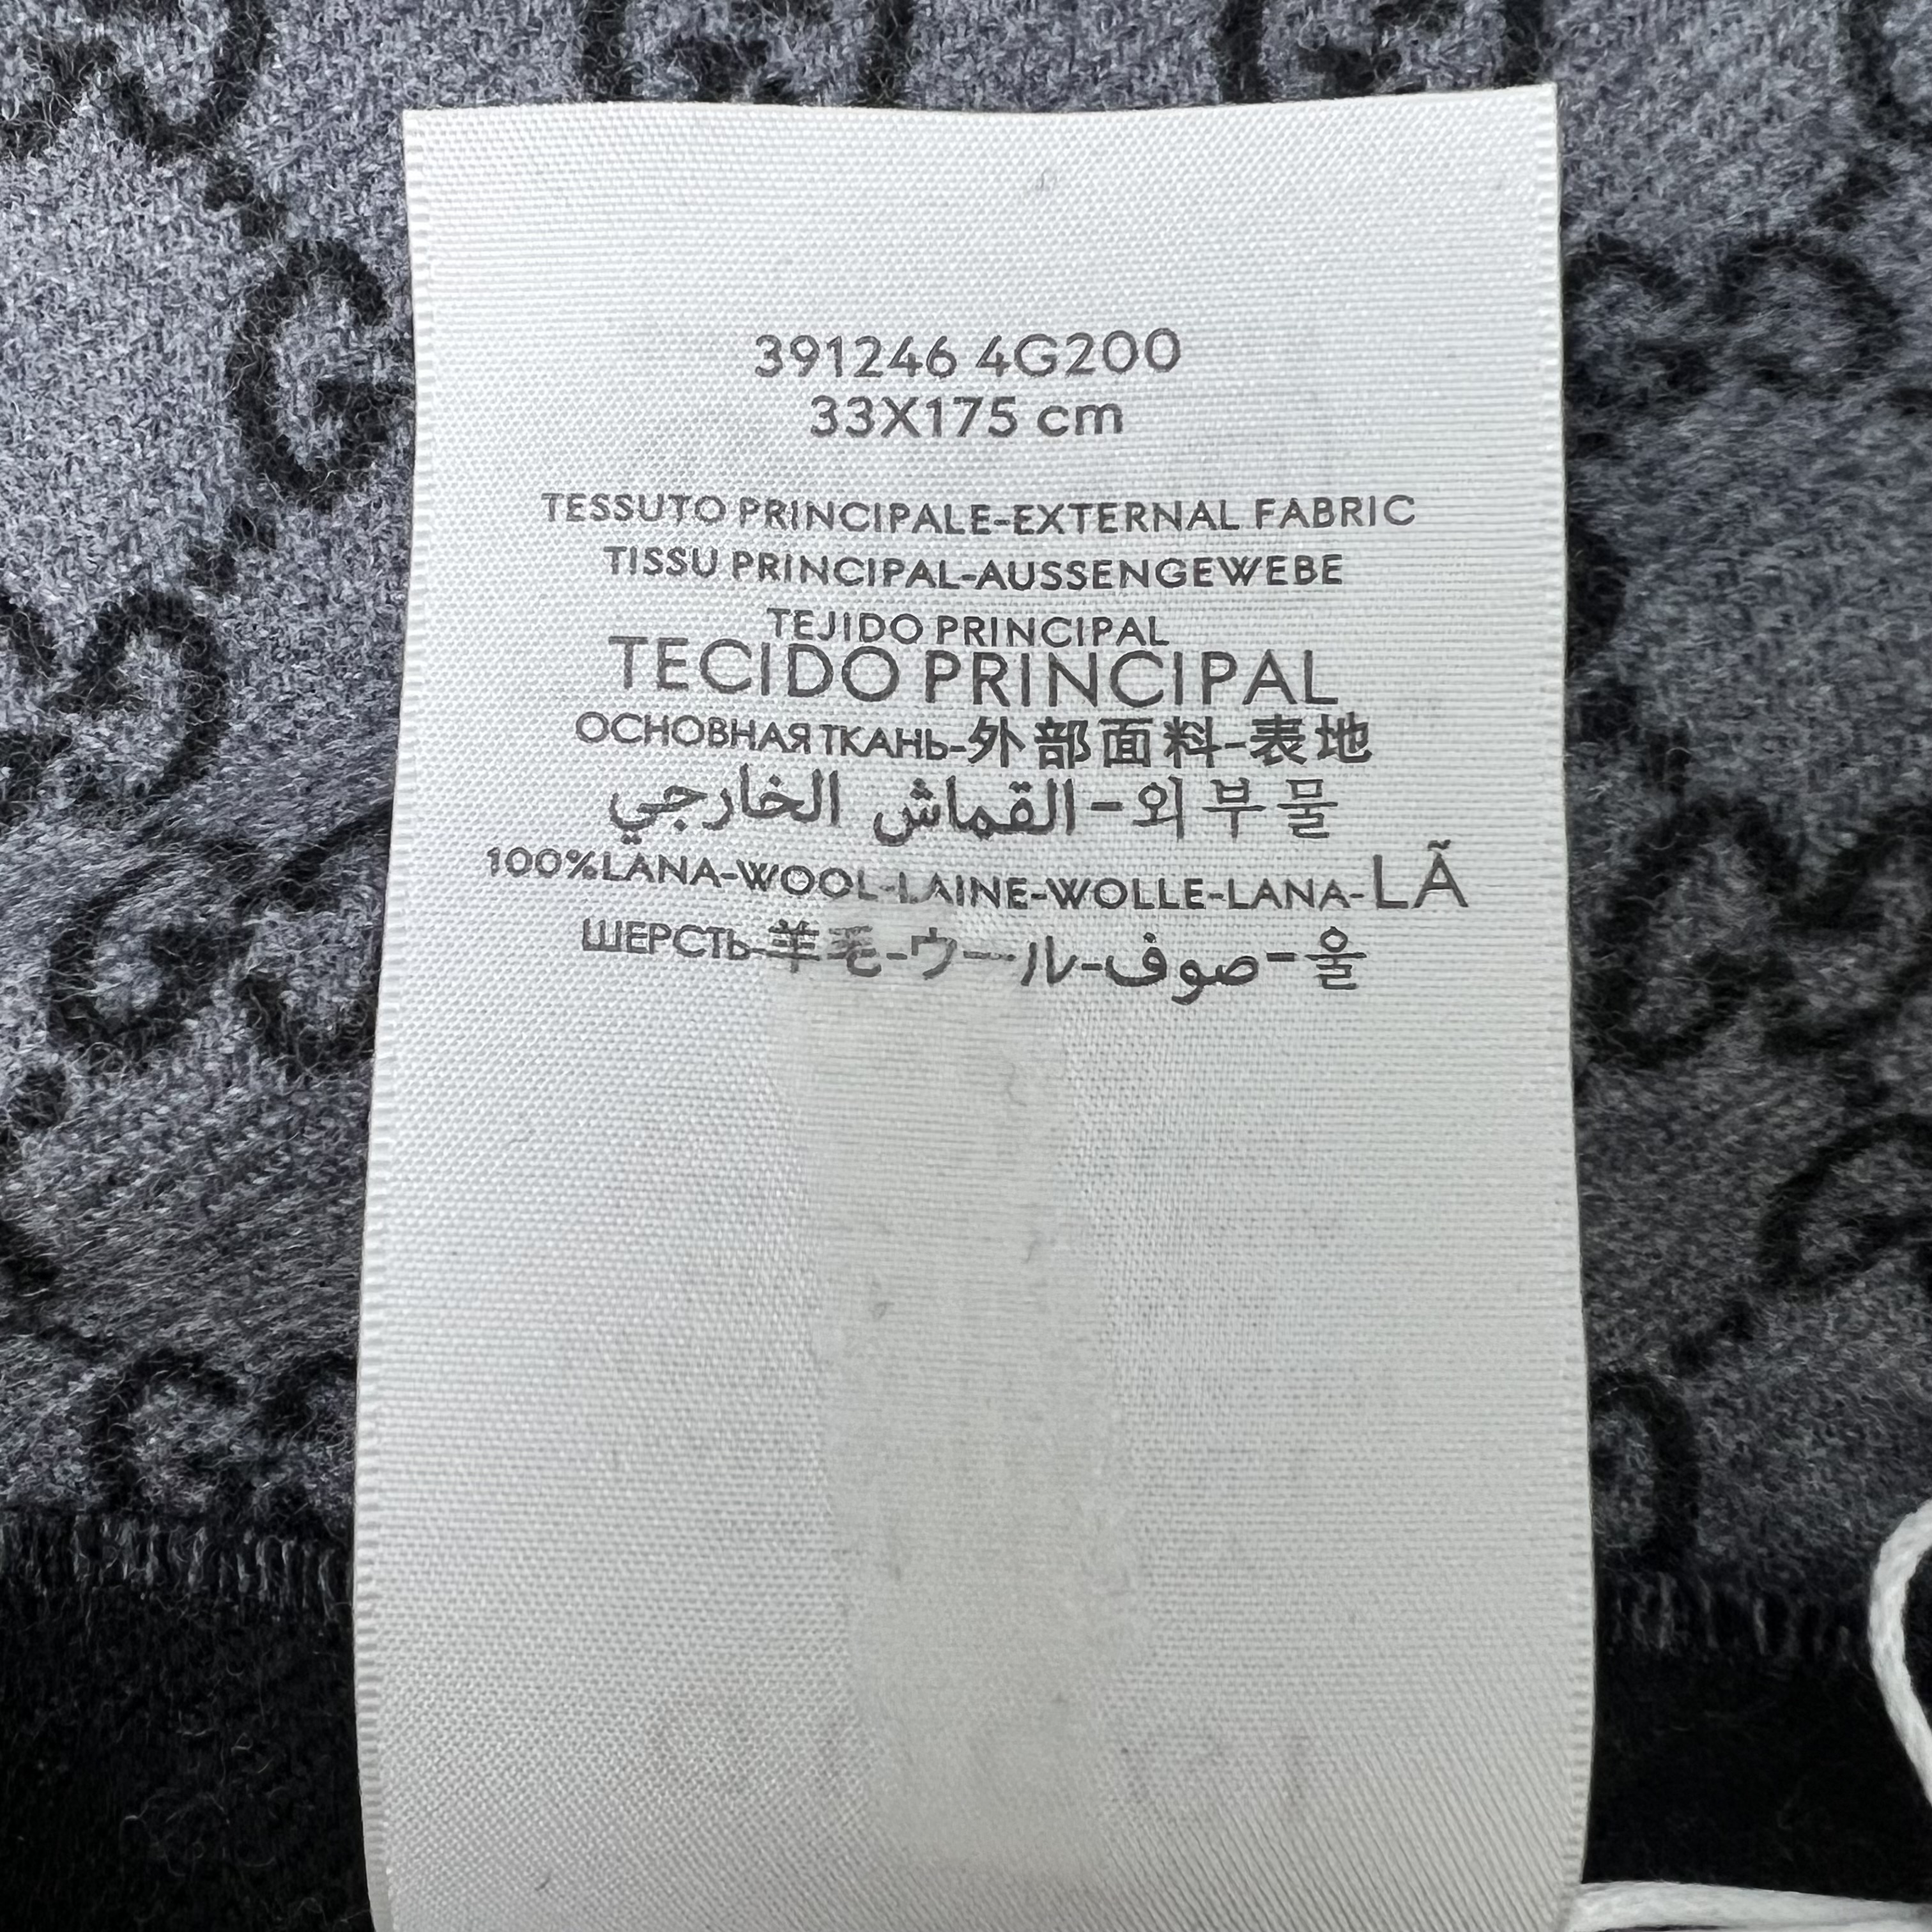 391246 4G200
33X175 cm
TESSUTO PRINCIPALE-EXTERNAL FABRIC
TISSU PRINCIPAL-AUSSENGEWEBE
TEJIDO PRINCIPAL
TECIDO PRINCIPAL
ОСНОВНАЯ ТКАНЬ-外部面料-表地
القماش الخارجي-외부물
100%LANA-WOOL-LAINE-WOLLE-LANA-LÃ
ШЕРСТЬ-羊毛-ウール-صوف-울